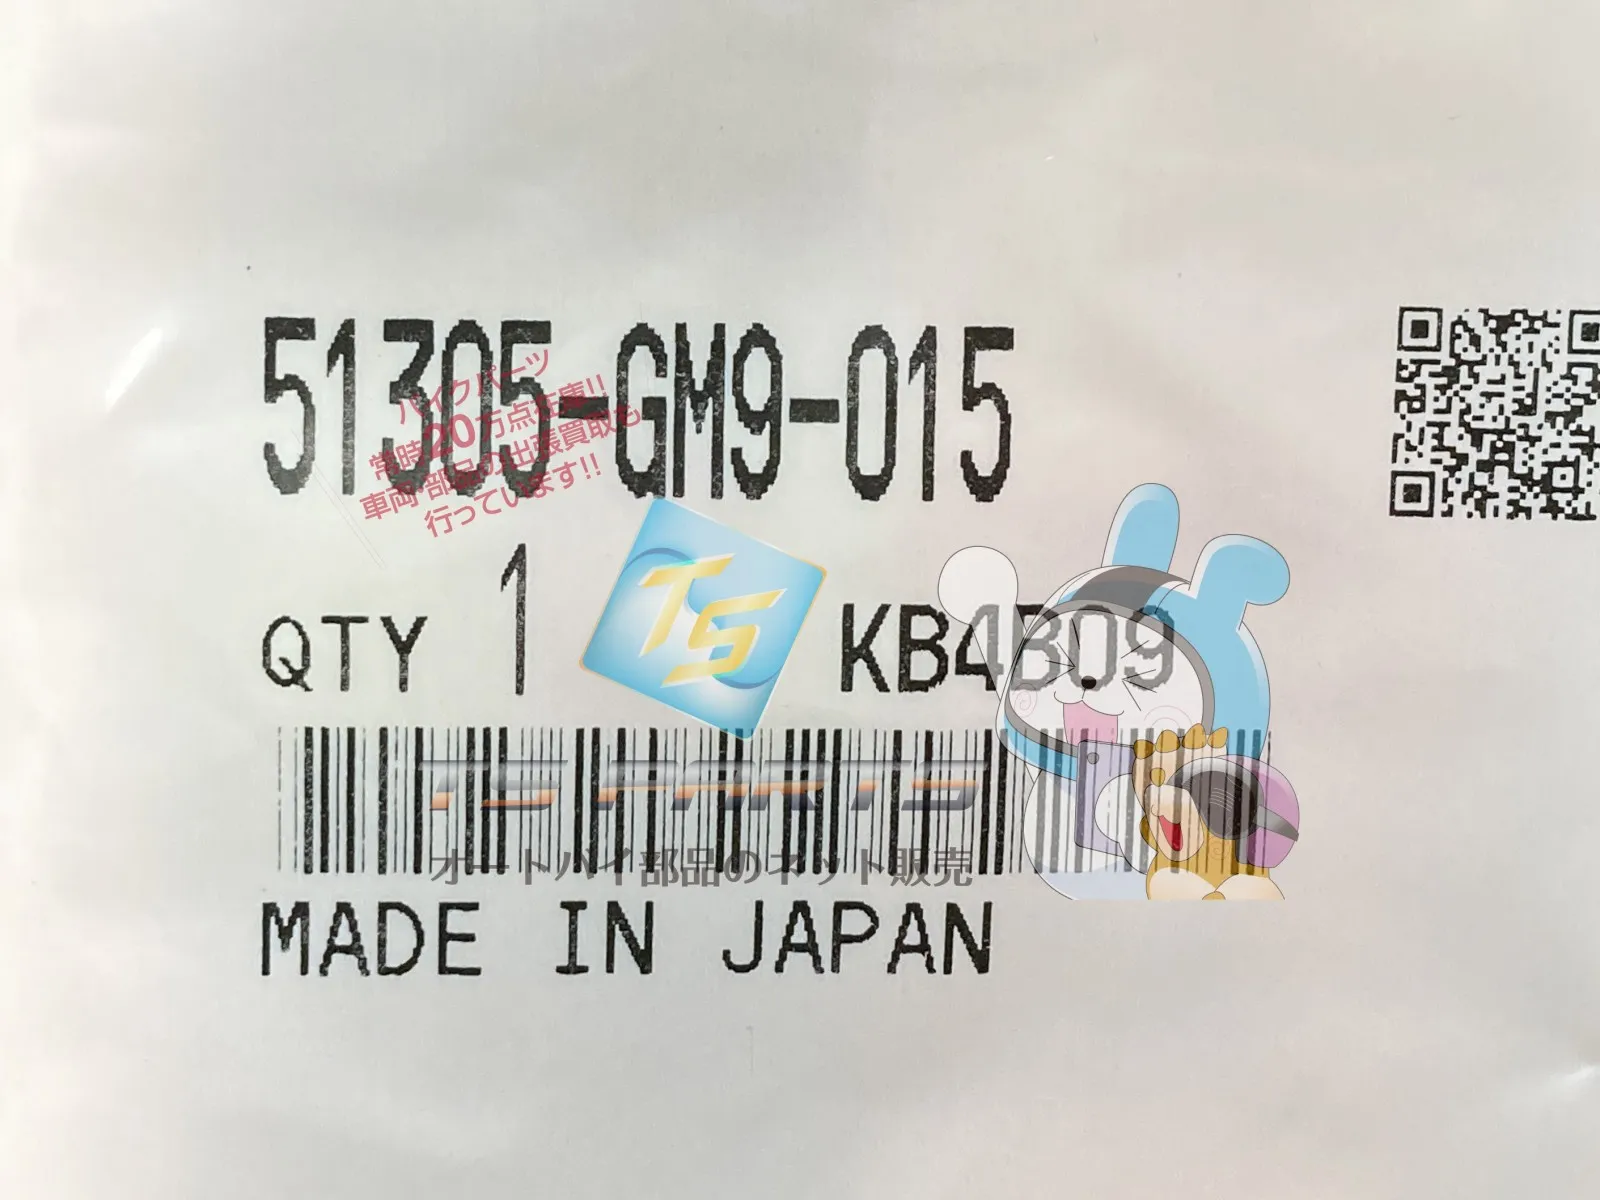 51305-GM9-015
バイクパーツ
常時20万点在庫!!
車両・部品の出張買取も
行っています!!
QTY 1 KB4B09
TS
TS PARTS
オートバイ部品のネット販売
MADE IN JAPAN